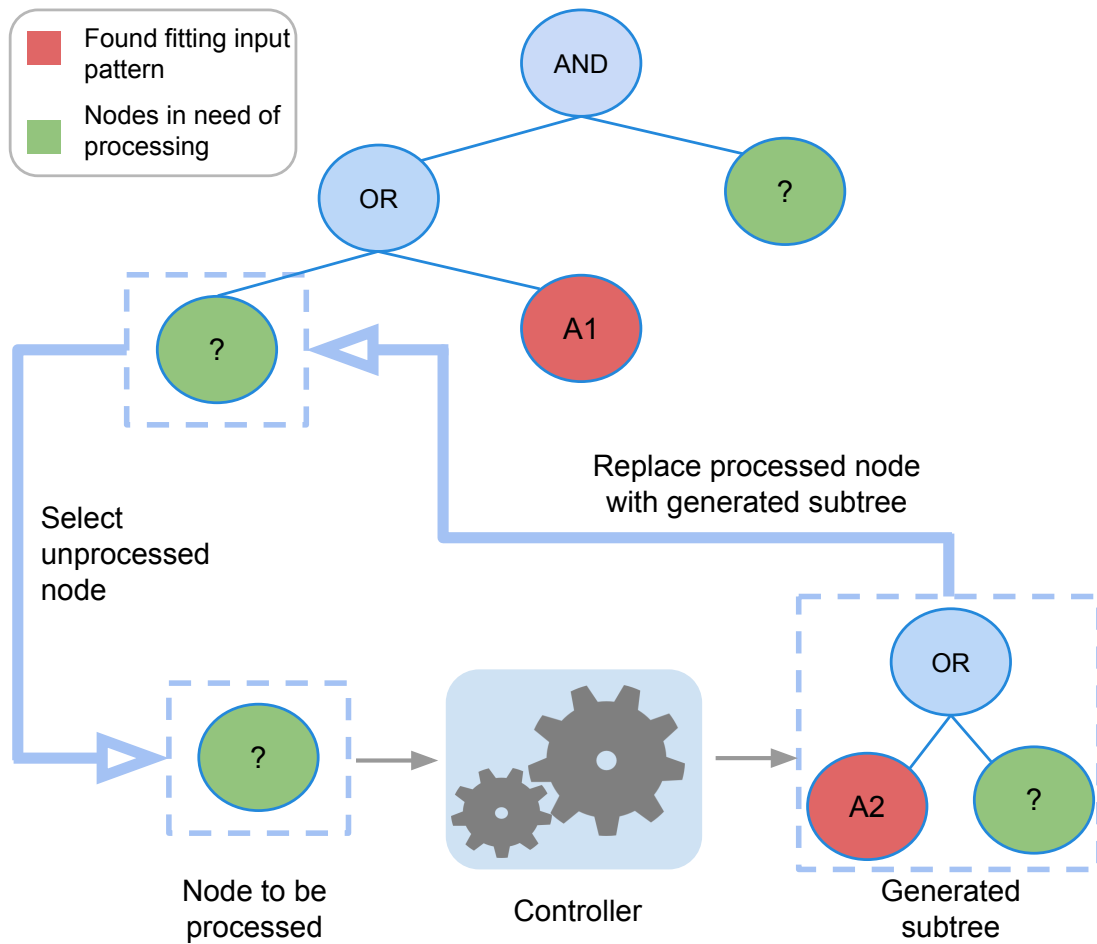 Found fitting input
pattern
Nodes in need of
processing
AND
OR
?
?
A1
Replace processed node
with generated subtree
Select
unprocessed
node
OR
?
A2
?
Node to be
processed
Controller
Generated
subtree